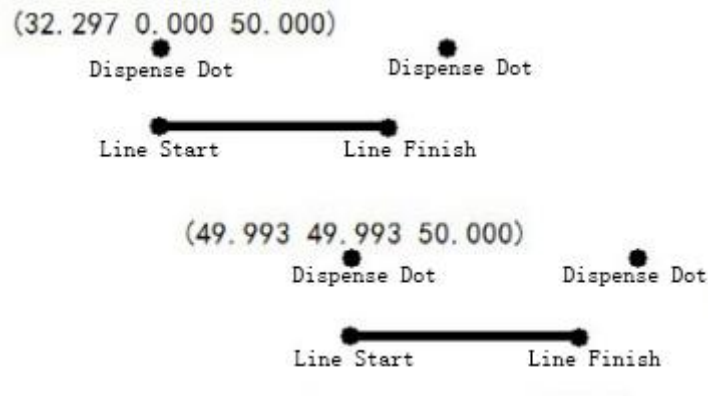 (32.297 0.000 50.000)
Dispense Dot Dispense Dot
Line Start Line Finish
(49.993 49.993 50.000)
Dispense Dot Dispense Dot
Line Start Line Finish